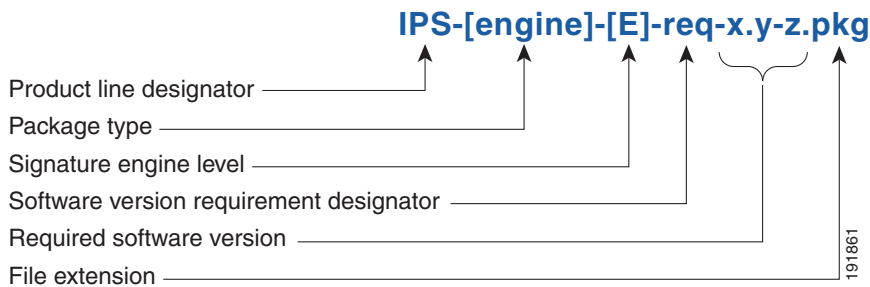 IPS-[engine]-[E]-req-x.y-z.pkg
Product line designator
Package type
Signature engine level
Software version requirement designator
Required software version
File extension
191861